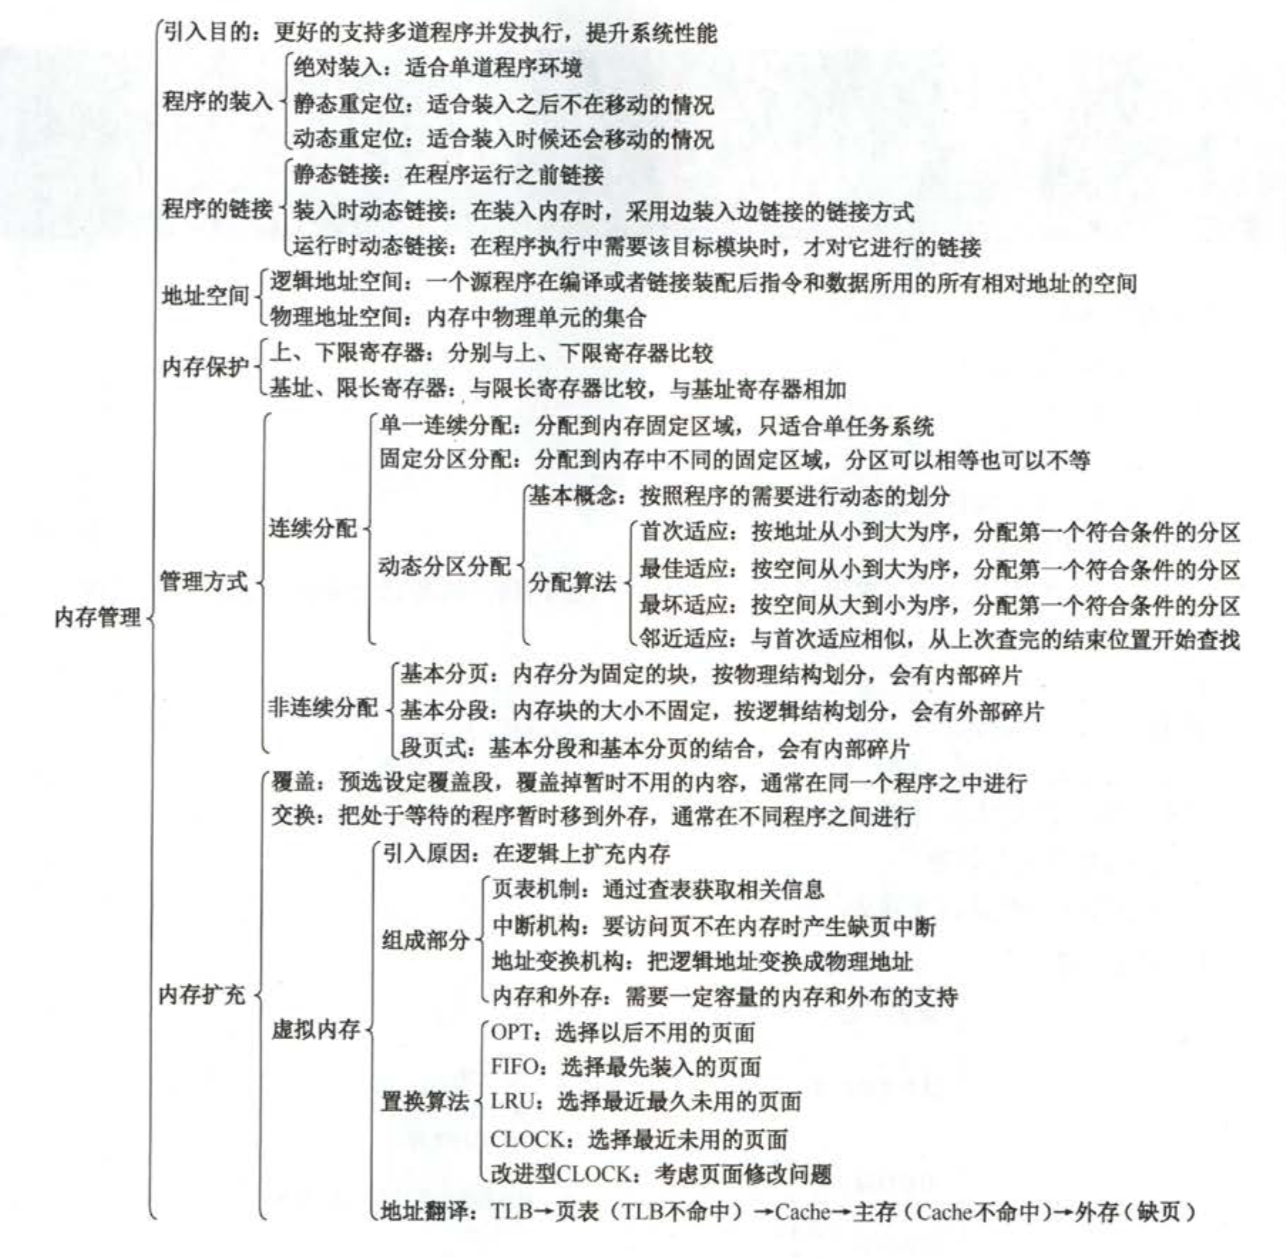 引入目的：更好的支持多道程序并发执行，提升系统性能
绝对装入：适合单道程序环境
程序的装入
静态重定位：适合装入之后不在移动的情况
动态重定位：适合装入时候还会移动的情况
静态链接：在程序运行之前链接
程序的链接
装入时动态链接：在装入内存时，采用边装入边链接的链接方式
运行时动态链接：在程序执行中需要该目标模块时，才对它进行的链接
地址空间
逻辑地址空间：一个源程序在编译或者链接装配后指令和数据所用的所有相对地址的空间
物理地址空间：内存中物理单元的集合
内存保护
上、下限寄存器：分别与上、下限寄存器比较
基址、限长寄存器：与限长寄存器比较，与基址寄存器相加
单一连续分配：分配到内存固定区域，只适合单任务系统
固定分区分配：分配到内存中不同的固定区域，分区可以相等也可以不等
连续分配
基本概念：按照程序的需要进行动态的划分
动态分区分配
首次适应：按地址从小到大为序，分配第一个符合条件的分区
管理方式
分配算法
最佳适应：按空间从小到大为序，分配第一个符合条件的分区
内存管理
最坏适应：按空间从大到小为序，分配第一个符合条件的分区
邻近适应：与首次适应相似，从上次查完的结束位置开始查找
非连续分配
基本分页：内存分为固定的块，按物理结构划分，会有内部碎片
基本分段：内存块的大小不固定，按逻辑结构划分，会有外部碎片
段页式：基本分段和基本分页的结合，会有内部碎片
覆盖：预选设定覆盖段，覆盖掉暂时不用的内容，通常在同一个程序之中进行
交换：把处于等待的程序暂时移到外存，通常在不同程序之间进行
引入原因：在逻辑上扩充内存
页表机制：通过查表获取相关信息
组成部分
中断机构：要访问页不在内存时产生缺页中断
地址变换机构：把逻辑地址变换成物理地址
内存扩充
内存和外存：需要一定容量的内存和外布的支持
虚拟内存
OPT：选择以后不用的页面
FIFO：选择最先装入的页面
置换算法
LRU：选择最近最久未用的页面
CLOCK：选择最近未用的页面
改进型CLOCK：考虑页面修改问题
地址翻译：TLB→页表（TLB不命中）→Cache→主存（Cache不命中）→外存（缺页）